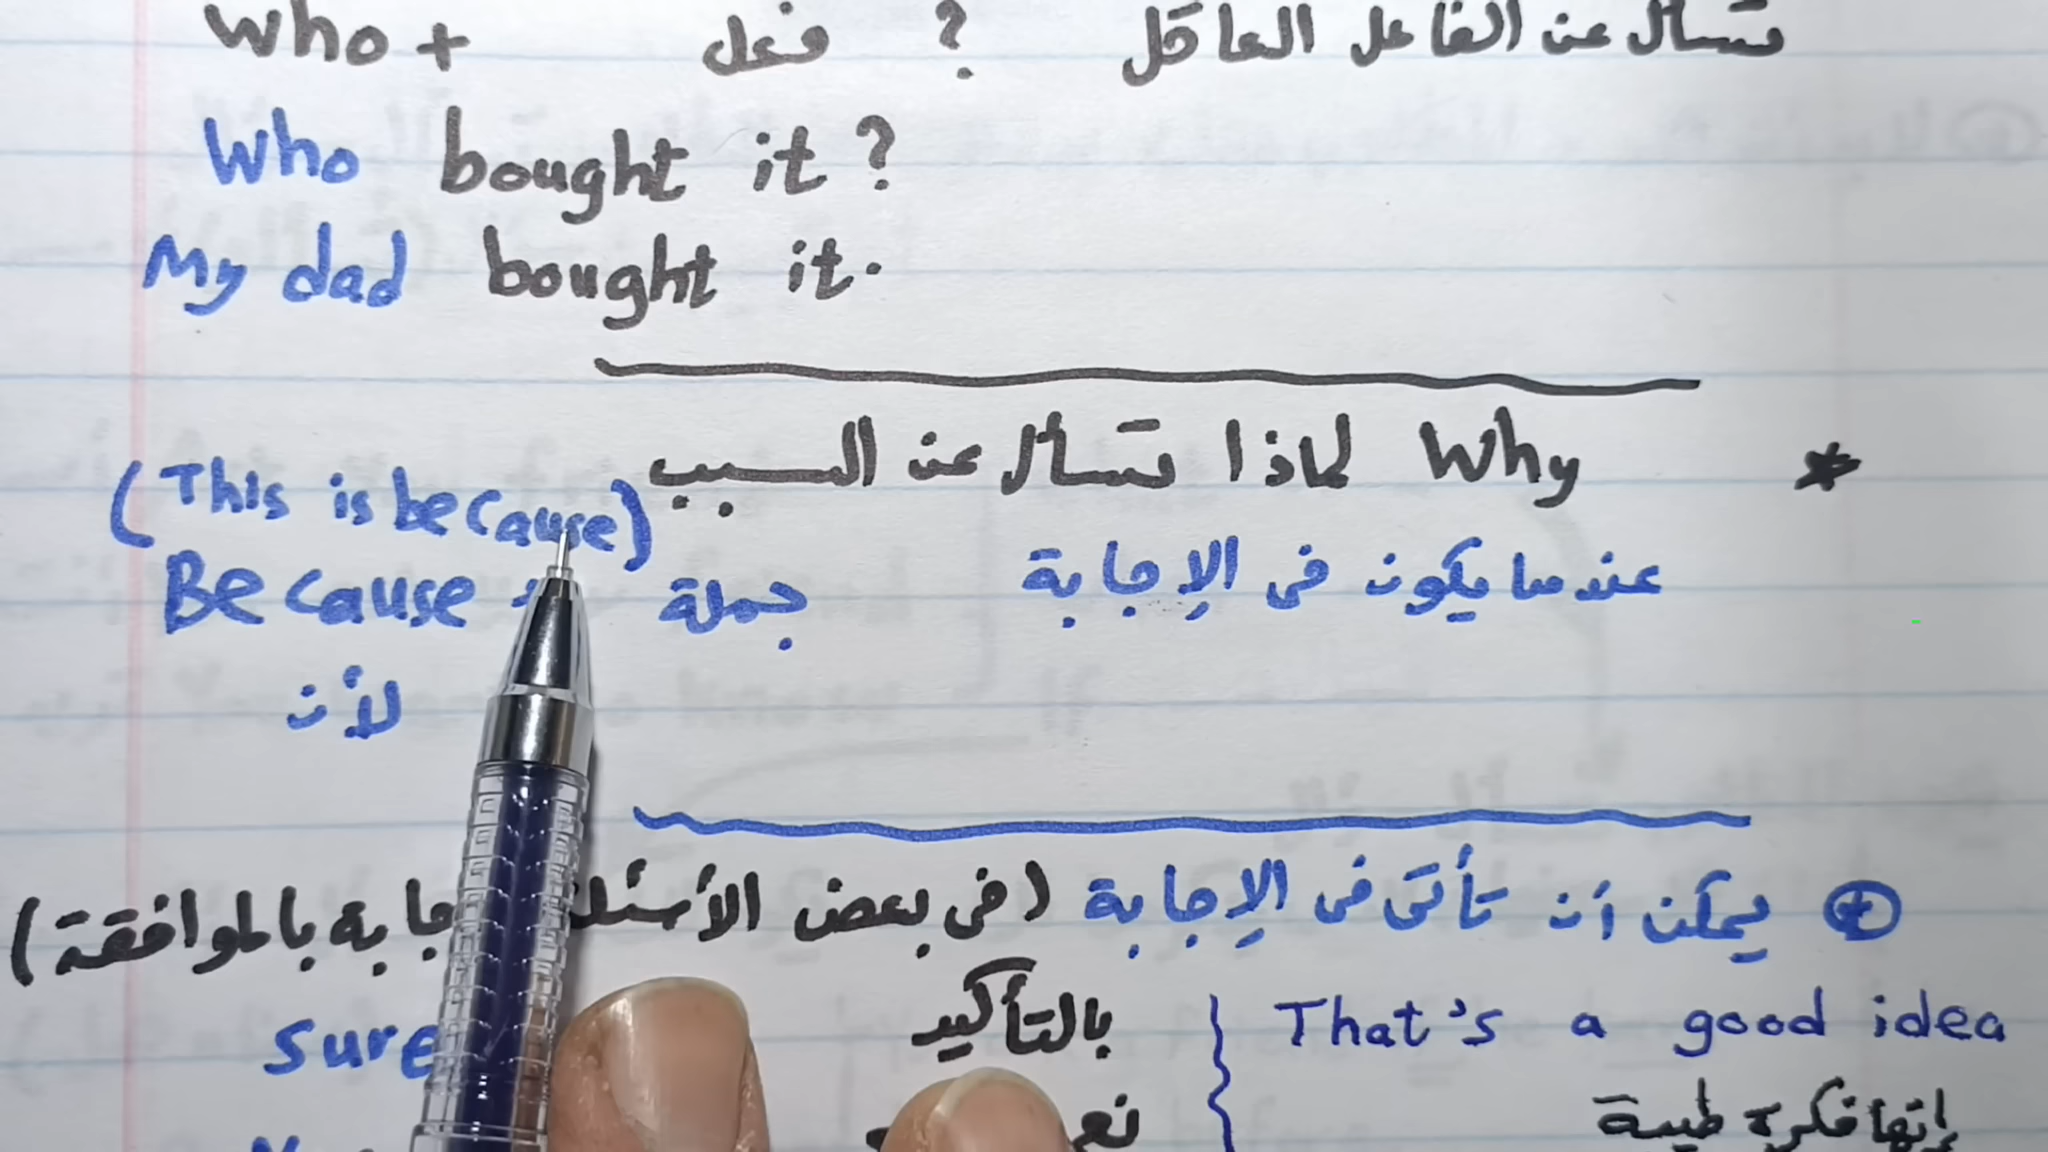 who + فعل ? تسأل عن الفاعل العاقل
Who bought it ?
My dad bought it.
* Why لماذا تسأل عن السبب
(This is because)
عندما يكون فى الإجابة Because + جملة
لأن
⊕ يمكن أن تأتى فى الإجابة (فى بعض الأسئلة بالموافقة)
Sure بالتأكيد That's a good idea
إنها فكرة طيبة